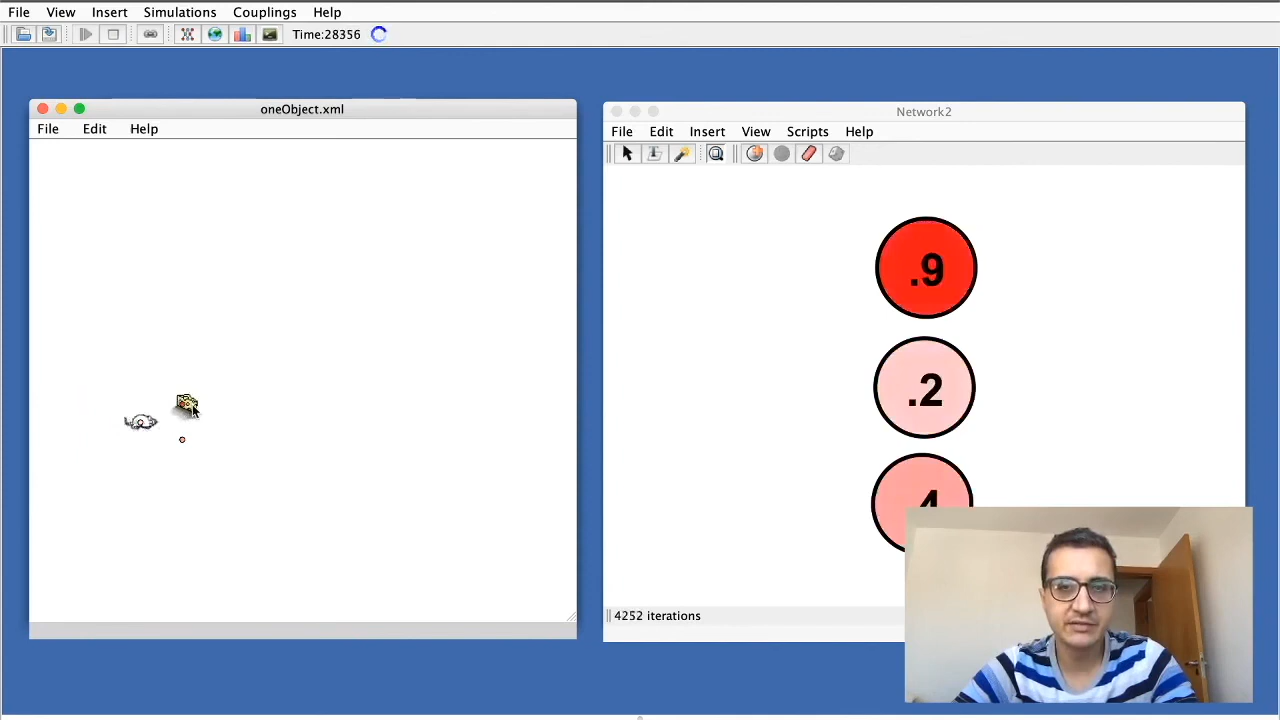 File View Insert Simulations Couplings Help
Time:28356
oneObject.xml
File Edit Help
Network2
File Edit Insert View Scripts Help
.9
.2
.4
4252 iterations